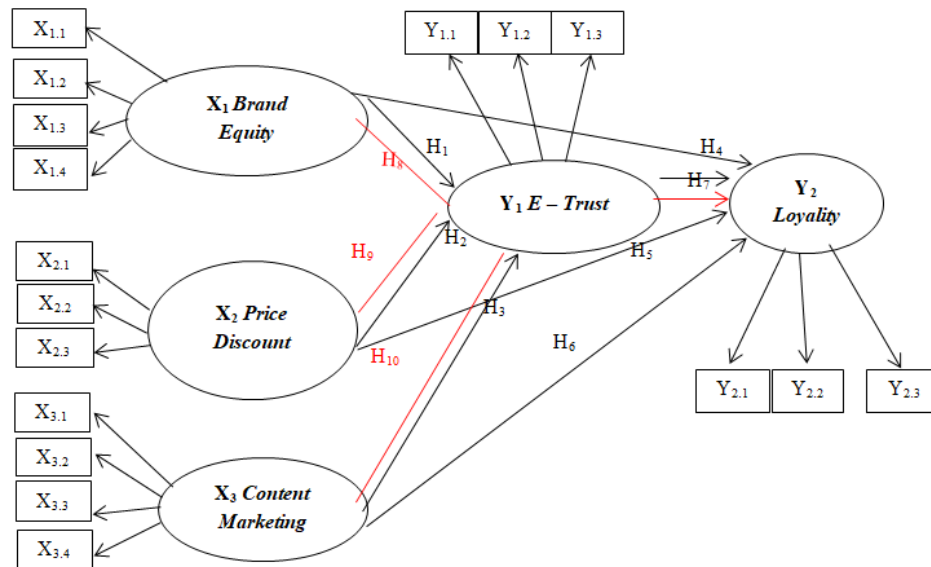 X1.1
X1.2
X1.3
X1.4
X1 Brand
Equity
Y1.1 Y1.2 Y1.3
H1
H8
H4
H7
Y1 E – Trust
Y2
Loyality
H2
H9
H5
X2.1
X2.2
X2.3
X2 Price
Discount
H3
H10
H6
Y2.1 Y2.2 Y2.3
X3.1
X3.2
X3.3
X3.4
X3 Content
Marketing